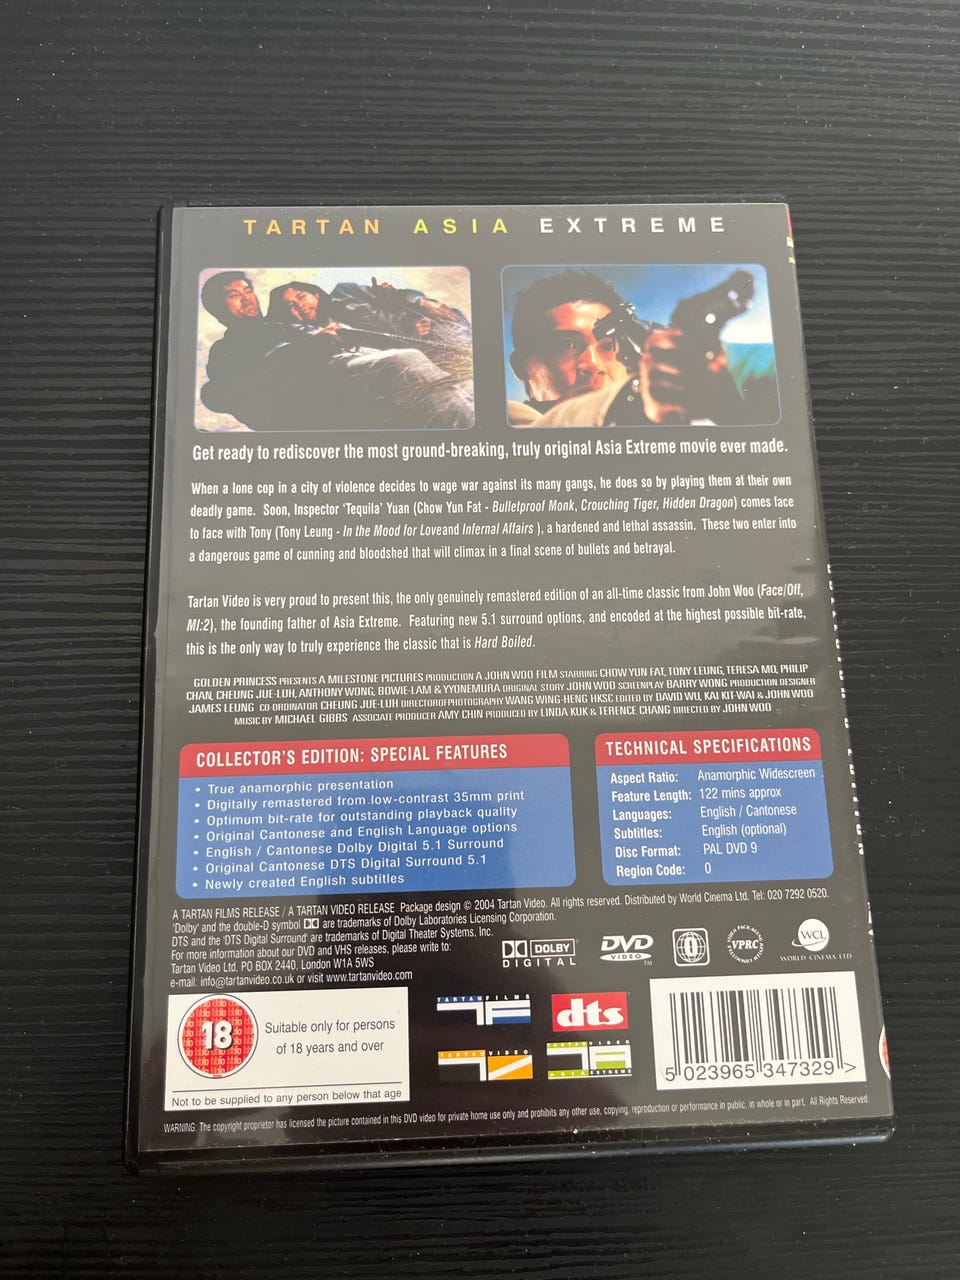 TARTAN ASIA EXTREME
Get ready to rediscover the most ground-breaking, truly original Asia Extreme movie ever made.
When a lone cop in a city of violence decides to wage war against its many gangs, he does so by playing them at their own
deadly game. Soon, Inspector 'Tequila' Yuan (Chow Yun Fat - Bulletproof Monk, Crouching Tiger, Hidden Dragon) comes face
to face with Tony (Tony Leung - In the Mood for Loveand Infernal Affairs ), a hardened and lethal assassin. These two enter into
a dangerous game of cunning and bloodshed that will climax in a final scene of bullets and betrayal.
Tartan Video is very proud to present this, the only genuinely remastered edition of an all-time classic from John Woo (Face/Off,
MI:2), the founding father of Asia Extreme. Featuring new 5.1 surround options, and encoded at the highest possible bit-rate,
this is the only way to truly experience the classic that is Hard Boiled.
GOLDEN PRINCESS PRESENTS A MILESTONE PICTURES PRODUCTION A JOHN WOO FILM STARRING CHOW YUN FAT, TONY LEUNG, TERESA MO, PHILIP
CHAN, CHEUNG JUE-LUH, ANTHONY WONG, BOWIE-LAM & YYONEMURA ORIGINAL STORY JOHN WOO SCREENPLAY BARRY WONG PRODUCTION DESIGNER
JAMES LEUNG CO-ORDINATOR CHEUNG JUE-LUH DIRECTOROFPHOTOGRAPHY WANG WING-HENG HKSC EDITED BY DAVID WU, KAI KIT-WAI & JOHN WOO
MUSIC BY MICHAEL GIBBS ASSOCIATE PRODUCER AMY CHIN PRODUCED BY LINDA KUK & TERENCE CHANG DIRECTED BY JOHN WOO
COLLECTOR'S EDITION: SPECIAL FEATURES
• True anamorphic presentation
• Digitally remastered from low-contrast 35mm print
• Optimum bit-rate for outstanding playback quality
• Original Cantonese and English Language options
• English / Cantonese Dolby Digital 5.1 Surround
• Original Cantonese DTS Digital Surround 5.1
• Newly created English subtitles
TECHNICAL SPECIFICATIONS
Aspect Ratio: Anamorphic Widescreen
Feature Length: 122 mins approx
Languages: English / Cantonese
Subtitles: English (optional)
Disc Format: PAL DVD 9
Region Code: 0
A TARTAN FILMS RELEASE / A TARTAN VIDEO RELEASE Package design © 2004 Tartan Video. All rights reserved. Distributed by World Cinema Ltd. Tel: 020 7292 0520.
'Dolby' and the double-D symbol are trademarks of Dolby Laboratories Licensing Corporation.
DTS and the 'DTS Digital Surround' are trademarks of Digital Theater Systems, Inc.
For more information about our DVD and VHS releases, please write to:
Tartan Video Ltd. PO BOX 2440, London W1A 5WS
e-mail: info@tartanvideo.co.uk or visit www.tartanvideo.com
DOLBY
DIGITAL
DVD
VIDEO
TM
0
VPRC
WCL
WORLD CINEMA LTD
18
Suitable only for persons
of 18 years and over
Not to be supplied to any person below that age
TARTAN FILMS
dts
TARTAN VIDEO
TARTAN VIDEO
ASIA EXTREME
5 023965 347329 >
WARNING: The copyright proprietor has licensed the picture contained in this DVD video for private home use only and prohibits any other use, copying, reproduction or performance in public, in whole or in part. All Rights Reserved.